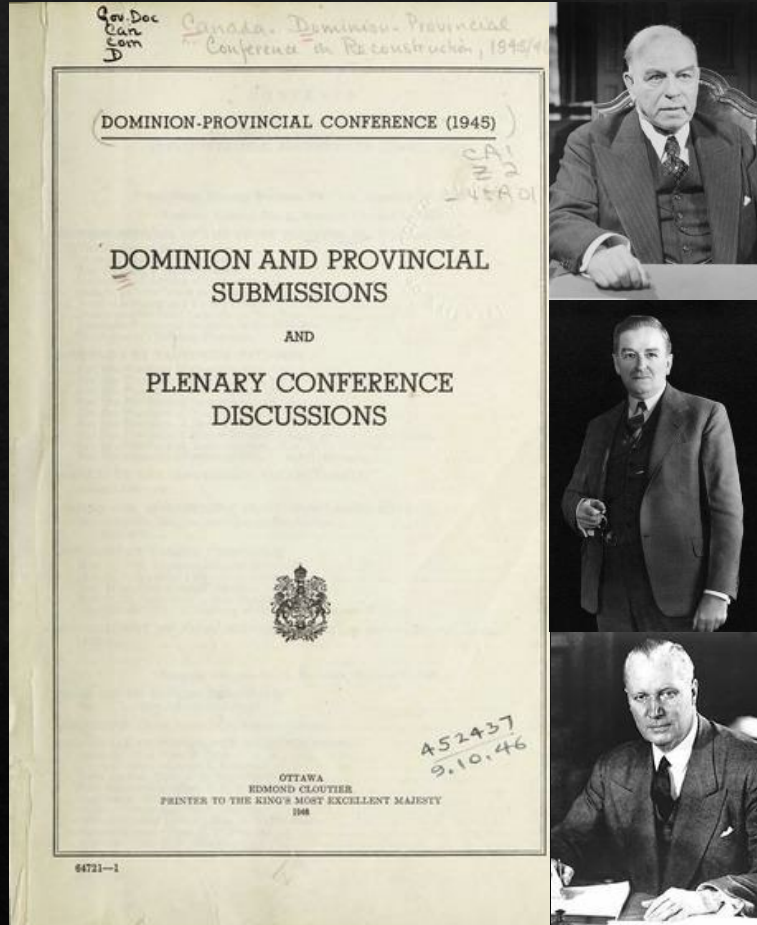 Gov. Doc
Can
Com
D
Canada. Dominion-Provincial
Conference on Reconstruction, 1945/46
DOMINION-PROVINCIAL CONFERENCE (1945)
CA1
Z 2
DOMINION AND PROVINCIAL
SUBMISSIONS
AND
PLENARY CONFERENCE
DISCUSSIONS
452437
9.10.46
OTTAWA
EDMOND CLOUTIER
PRINTER TO THE KING'S MOST EXCELLENT MAJESTY
1946
64721—1